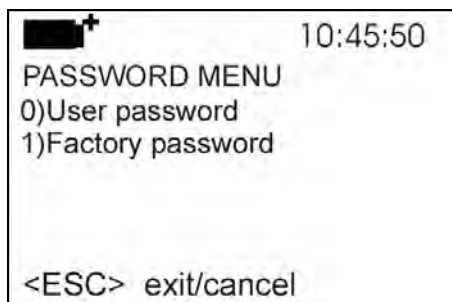 10:45:50
PASSWORD MENU
0)User password
1)Factory password
<ESC> exit/cancel